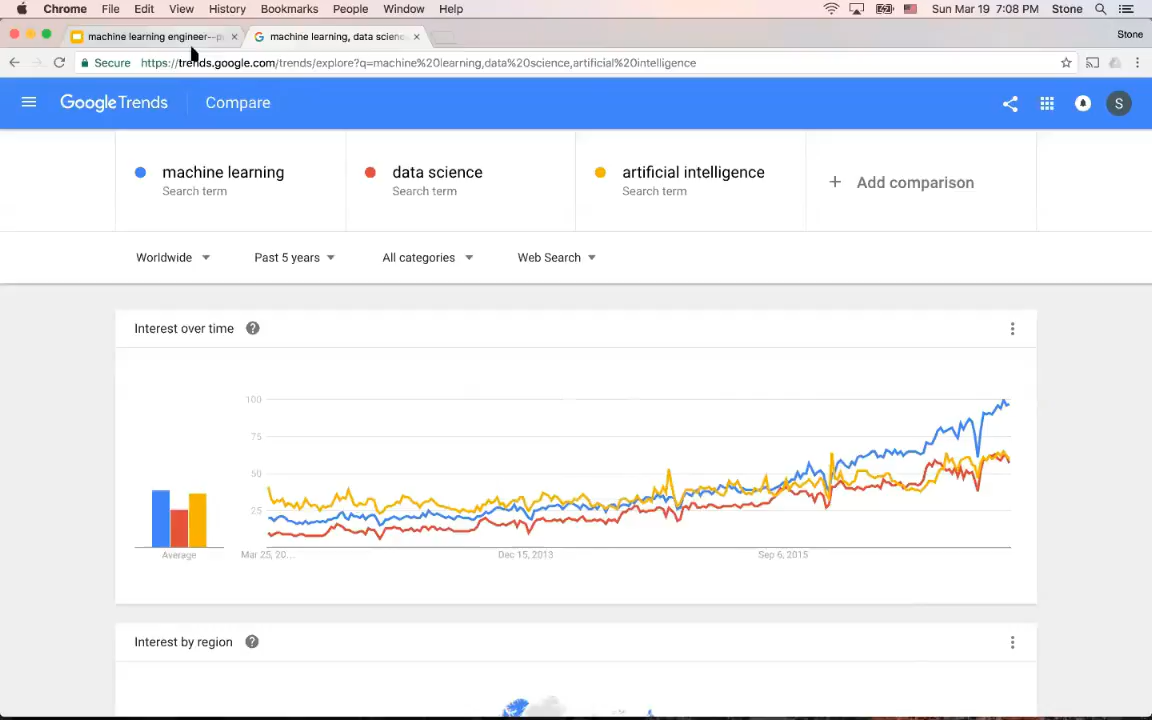 Chrome File Edit View History Bookmarks People Window Help Sun Mar 19 7:08 PM Stone
machine learning engineer--p machine learning, data scienc Stone
Secure https://trends.google.com/trends/explore?q=machine%20learning,data%20science,artificial%20intelligence
Google Trends Compare S
machine learning data science artificial intelligence + Add comparison
Search term Search term Search term
Worldwide Past 5 years All categories Web Search
Interest over time ?
100
75
50
25
Average Mar 25, 20... Dec 15, 2013 Sep 6, 2015
Interest by region ?